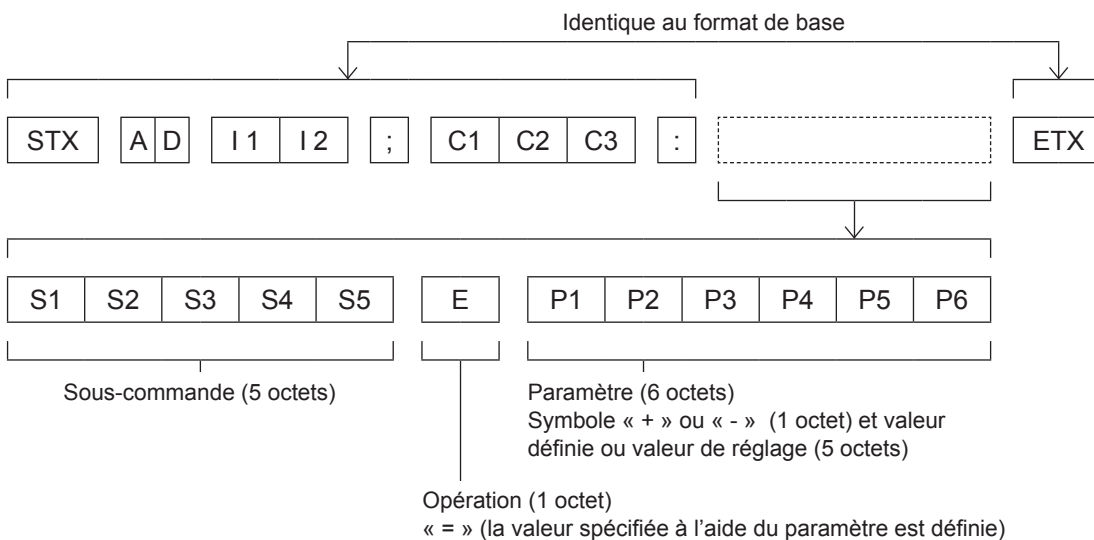 Identique au format de base
STX A D I 1 I 2 ; C1 C2 C3 : ETX
S1 S2 S3 S4 S5 E P1 P2 P3 P4 P5 P6
Sous-commande (5 octets)
Paramètre (6 octets)
Symbole « + » ou « - » (1 octet) et valeur
définie ou valeur de réglage (5 octets)
Opération (1 octet)
« = » (la valeur spécifiée à l’aide du paramètre est définie)